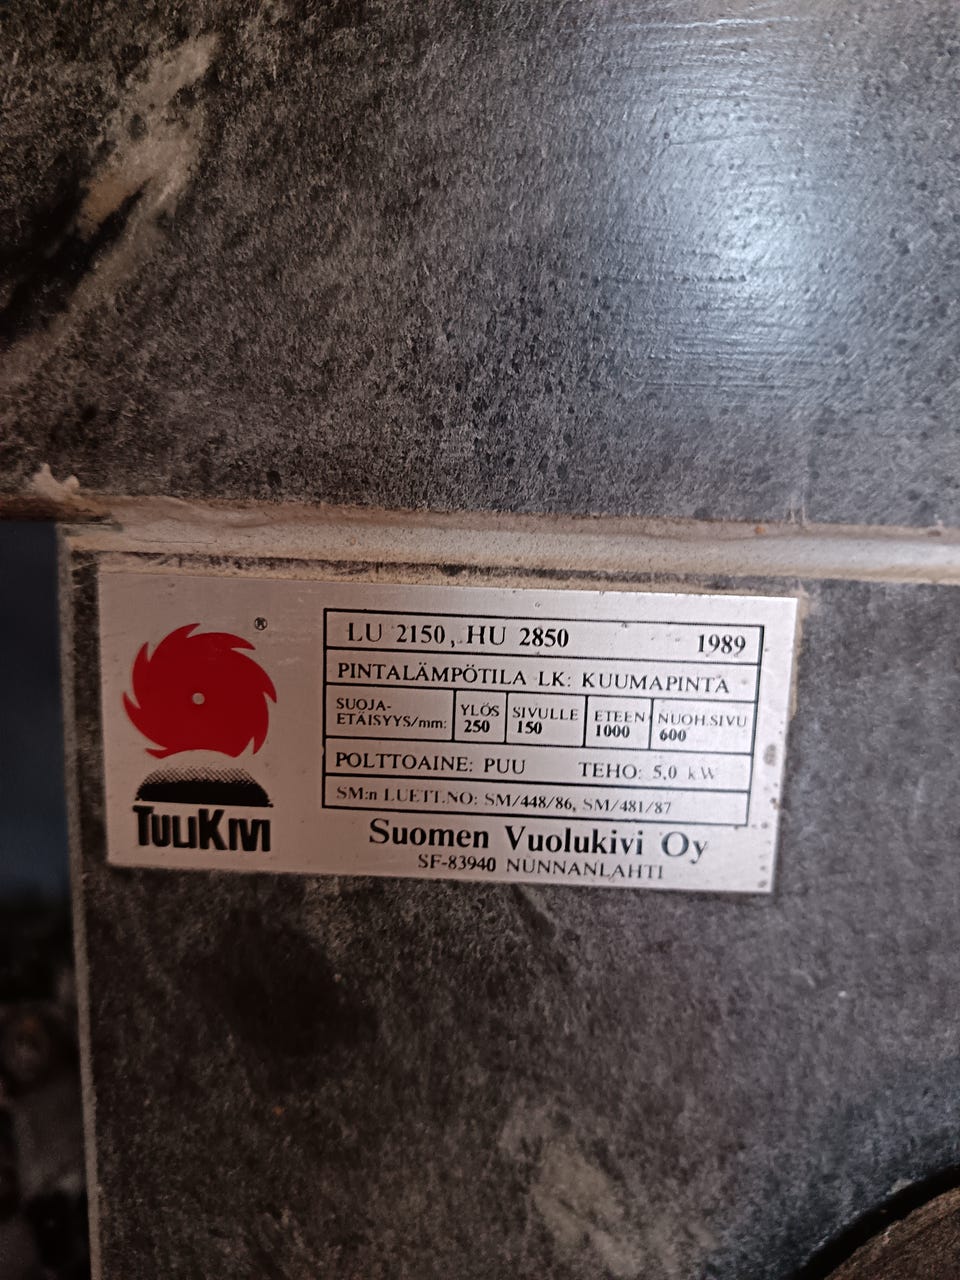 ®
LU 2150, HU 2850 1989
PINTALÄMPÖTILA LK: KUUMAPINTA
SUOJA-
ETÄISYYS/mm:
YLÖS
250
SIVULLE
150
ETEEN
1000
NUOH.SIVU
600
POLTTOAINE: PUU TEHO: 5,0 kW
SM:n LUETT.NO: SM/448/86, SM/481/87
TULIKIVI
Suomen Vuolukivi Oy
SF-83940 NUNNANLAHTI